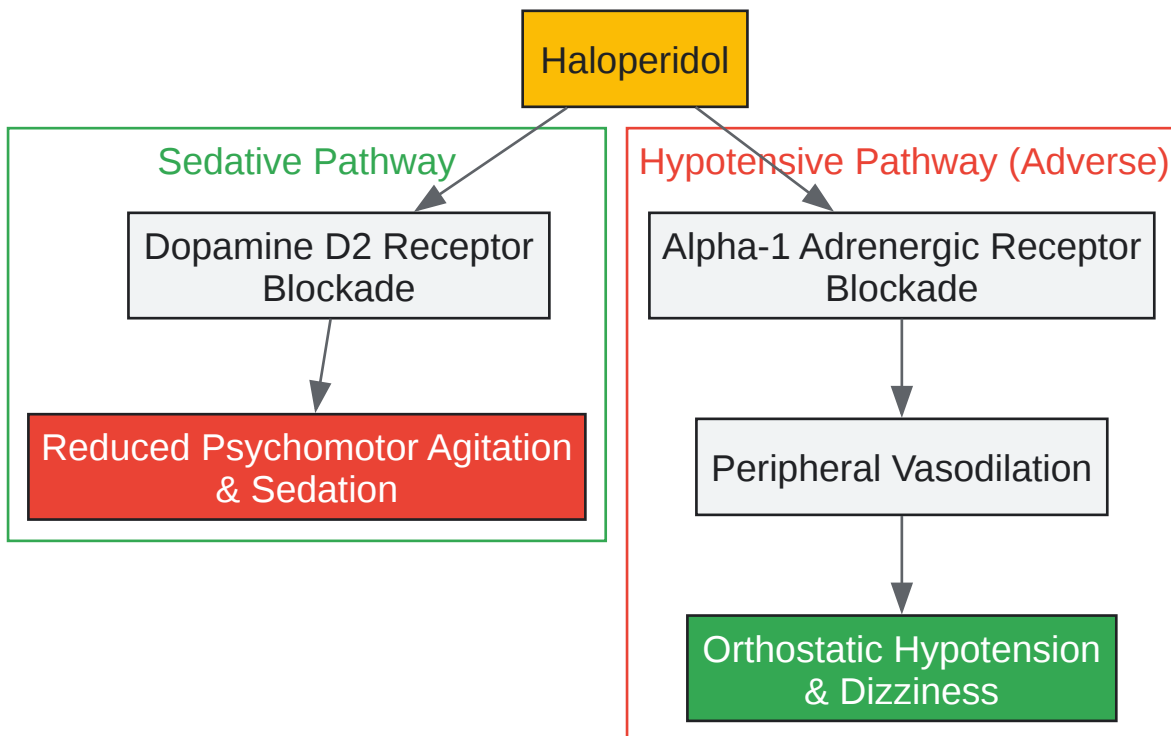 Haloperidol
Sedative Pathway
Dopamine D2 Receptor
Blockade
Reduced Psychomotor Agitation
& Sedation
Hypotensive Pathway (Adverse)
Alpha-1 Adrenergic Receptor
Blockade
Peripheral Vasodilation
Orthostatic Hypotension
& Dizziness